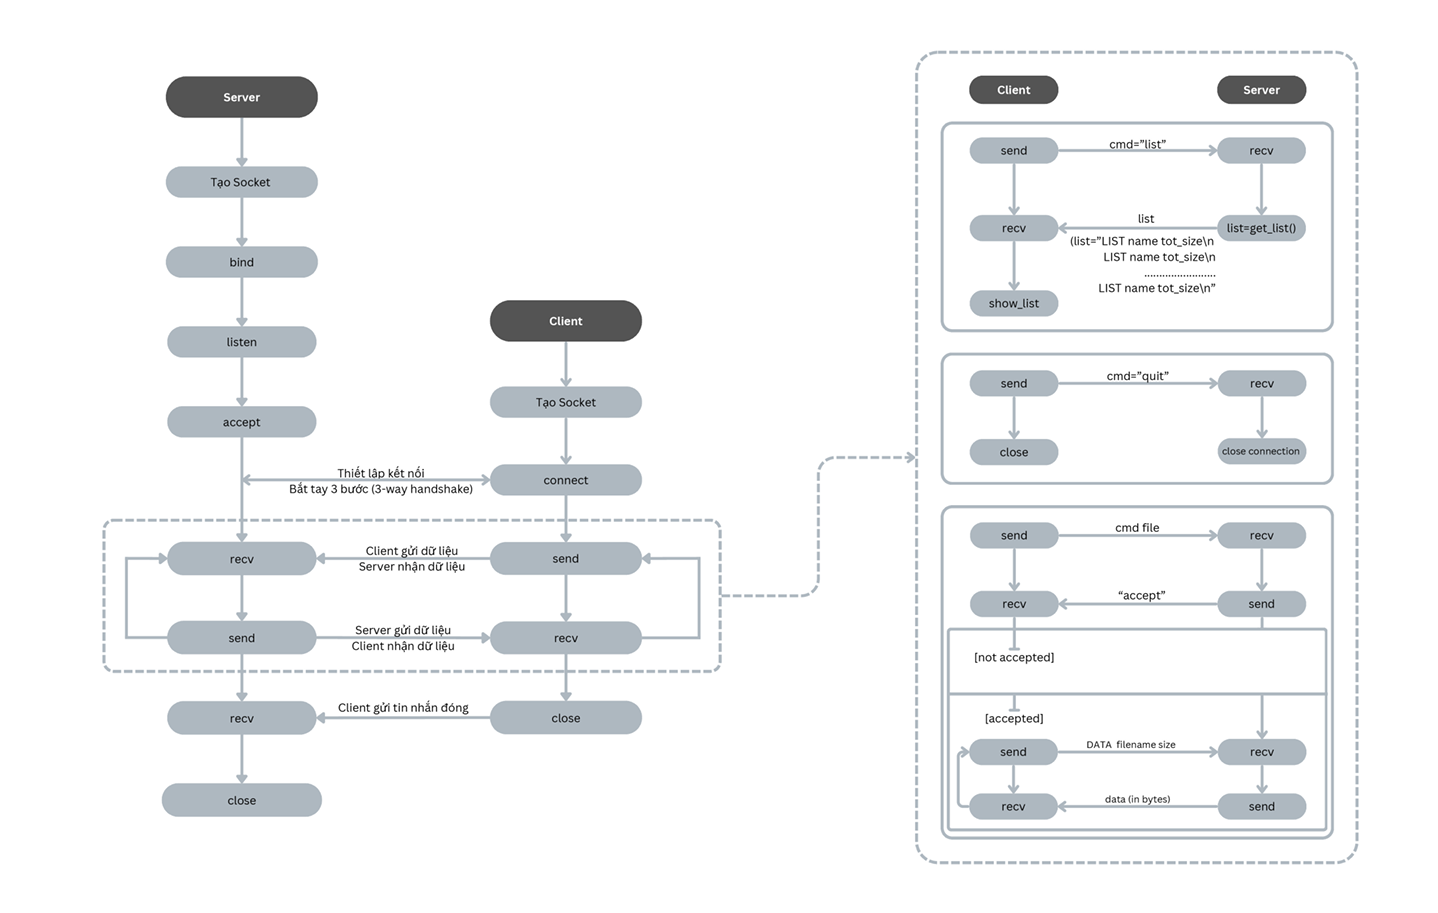 Server
Tạo Socket
bind
listen
accept
Client
Tạo Socket
connect
Thiết lập kết nối
Bắt tay 3 bước (3-way handshake)
recv
Client gửi dữ liệu
Server nhận dữ liệu
send
send
Server gửi dữ liệu
Client nhận dữ liệu
recv
recv
Client gửi tin nhắn đóng
close
close
Client
Server
send
cmd="list"
recv
recv
list
list=get_list()
(list="LIST name tot_size\n
LIST name tot_size\n
........................
LIST name tot_size\n"
show_list
send
cmd="quit"
recv
close
close connection
send
cmd file
recv
recv
"accept"
send
[not accepted]
[accepted]
send
DATA filename size
recv
recv
data (in bytes)
send